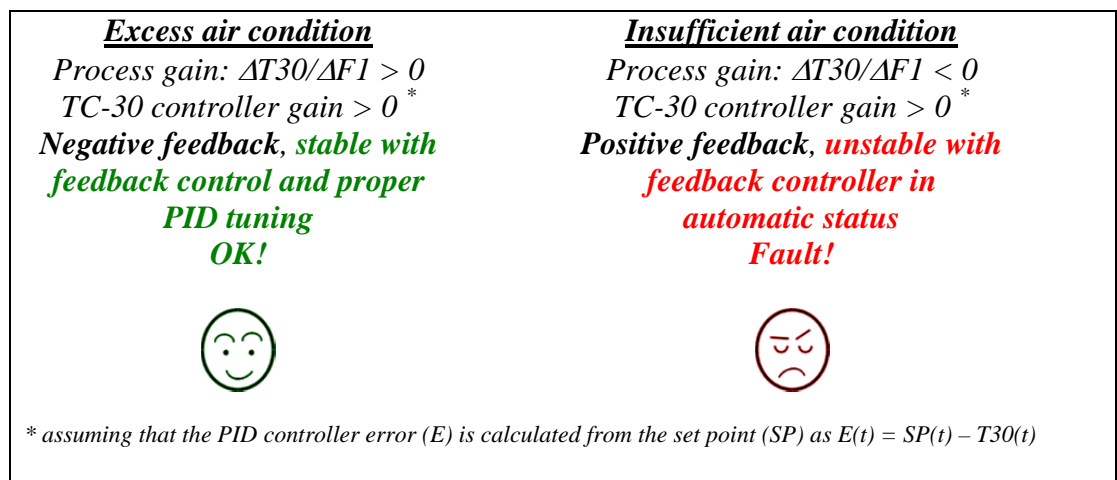 Excess air condition
Process gain: ΔT30/ΔF1 > 0
TC-30 controller gain > 0 *
Negative feedback, stable with
feedback control and proper
PID tuning
OK!
Insufficient air condition
Process gain: ΔT30/ΔF1 < 0
TC-30 controller gain > 0 *
Positive feedback, unstable with
feedback controller in
automatic status
Fault!
* assuming that the PID controller error (E) is calculated from the set point (SP) as E(t) = SP(t) – T30(t)